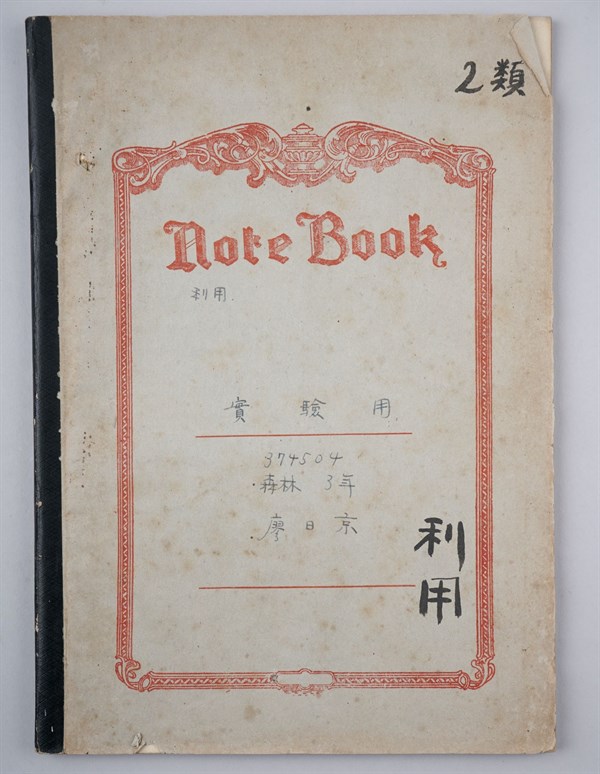 2類
Note Book
利用.
實驗用.
374504
森林 3年
廖日京
利用